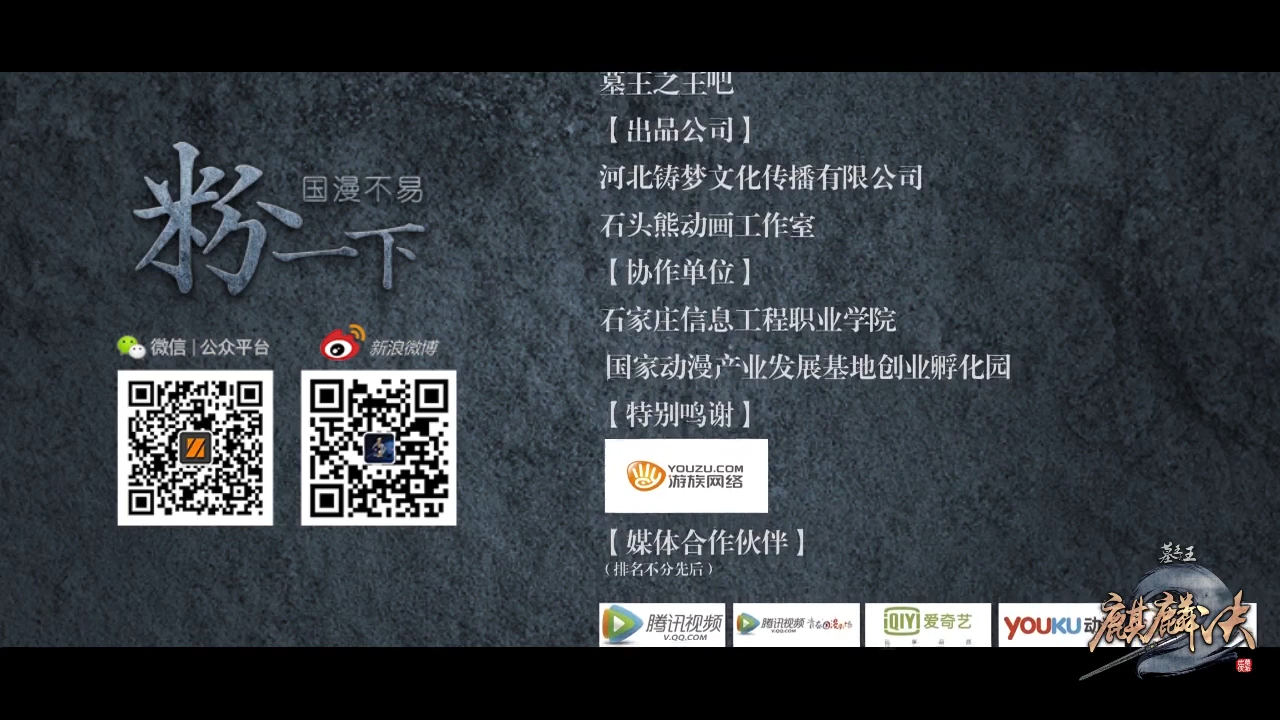 国漫不易
粉一下
微信 | 公众平台
新浪微博
墓王之王吧
【 出品公司 】
河北铸梦文化传播有限公司
石头熊动画工作室
【 协作单位 】
石家庄信息工程职业学院
国家动漫产业发展基地创业孵化园
【 特别鸣谢 】
YOUZU.COM
游族网络
【 媒体合作伙伴 】
（ 排名不分先后 ）
腾讯视频
V.QQ.COM
腾讯视频
V.QQ.COM
iQIYI 爱奇艺
YOUKU 动
墓王
麒麟决